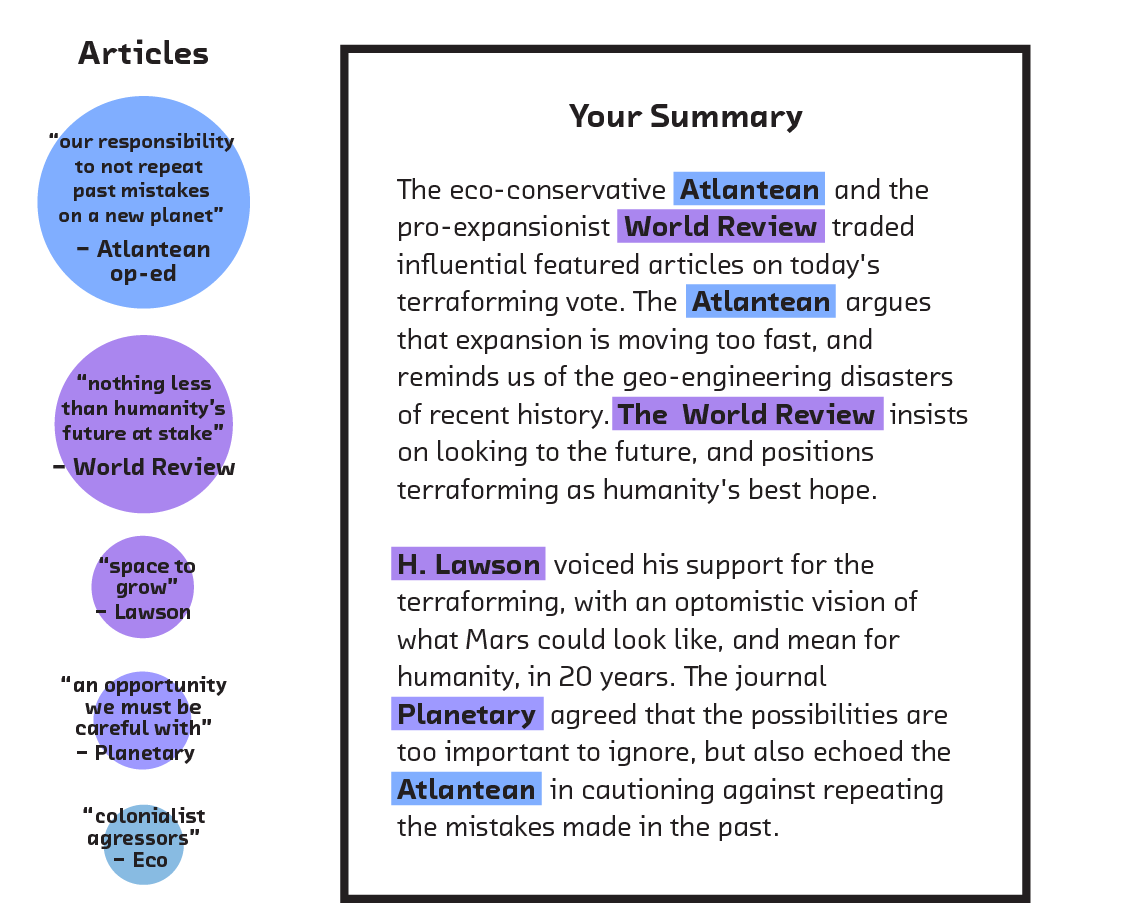 Articles
“our responsibility
to not repeat
past mistakes
on a new planet”
– Atlantean
op-ed
“nothing less
than humanity's
future at stake”
– World Review
“space to
grow”
– Lawson
“an opportunity
we must be
careful with”
– Planetary
“colonialist
agressors”
– Eco
Your Summary
The eco-conservative Atlantean and the
pro-expansionist World Review traded
influential featured articles on today's
terraforming vote. The Atlantean argues
that expansion is moving too fast, and
reminds us of the geo-engineering disasters
of recent history. The World Review insists
on looking to the future, and positions
terraforming as humanity's best hope.
H. Lawson voiced his support for the
terraforming, with an optomistic vision of
what Mars could look like, and mean for
humanity, in 20 years. The journal
Planetary agreed that the possibilities are
too important to ignore, but also echoed the
Atlantean in cautioning against repeating
the mistakes made in the past.